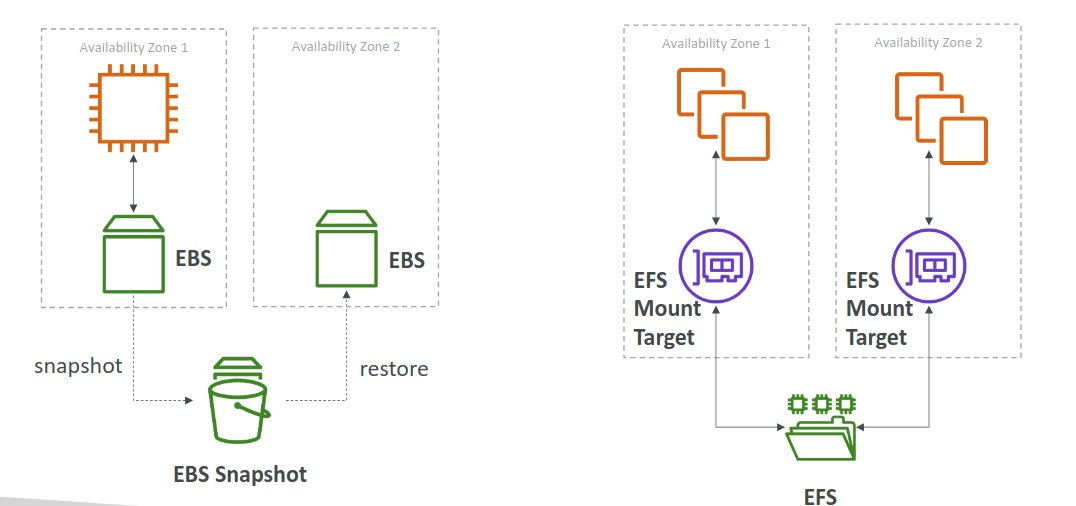 Availability Zone 1
Availability Zone 2
EBS
EBS
snapshot
restore
EBS Snapshot
Availability Zone 1
Availability Zone 2
EFS
Mount
Target
EFS
Mount
Target
EFS